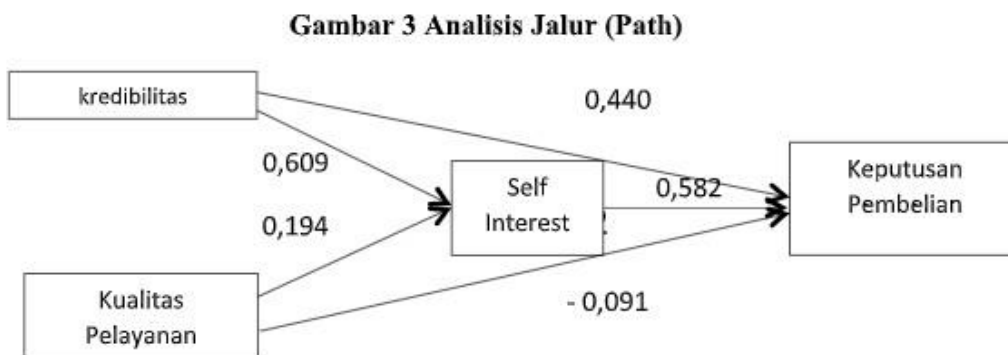 Gambar 3 Analisis Jalur (Path)
kredibilitas
0,440
0,609
Self
Interest
0,582
Keputusan
Pembelian
0,194
Kualitas
Pelayanan
- 0,091